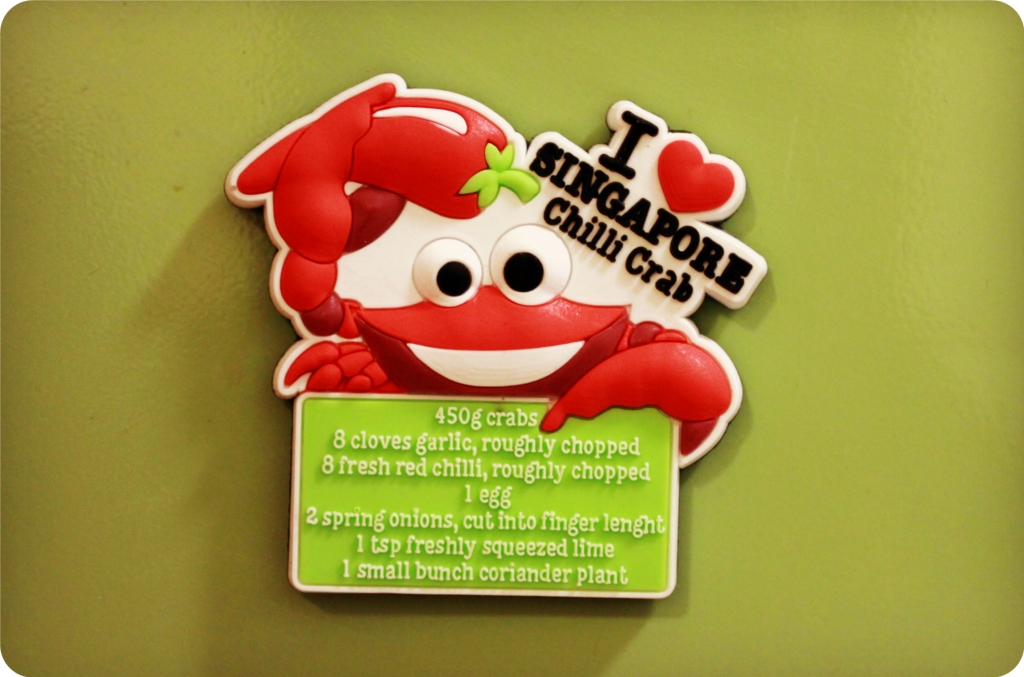 I
SINGAPORE
Chilli Crab
450g crabs
8 cloves garlic, roughly chopped
8 fresh red chilli, roughly chopped
1 egg
2 spring onions, cut into finger lenght
1 tsp freshly squeezed lime
1 small bunch coriander plant